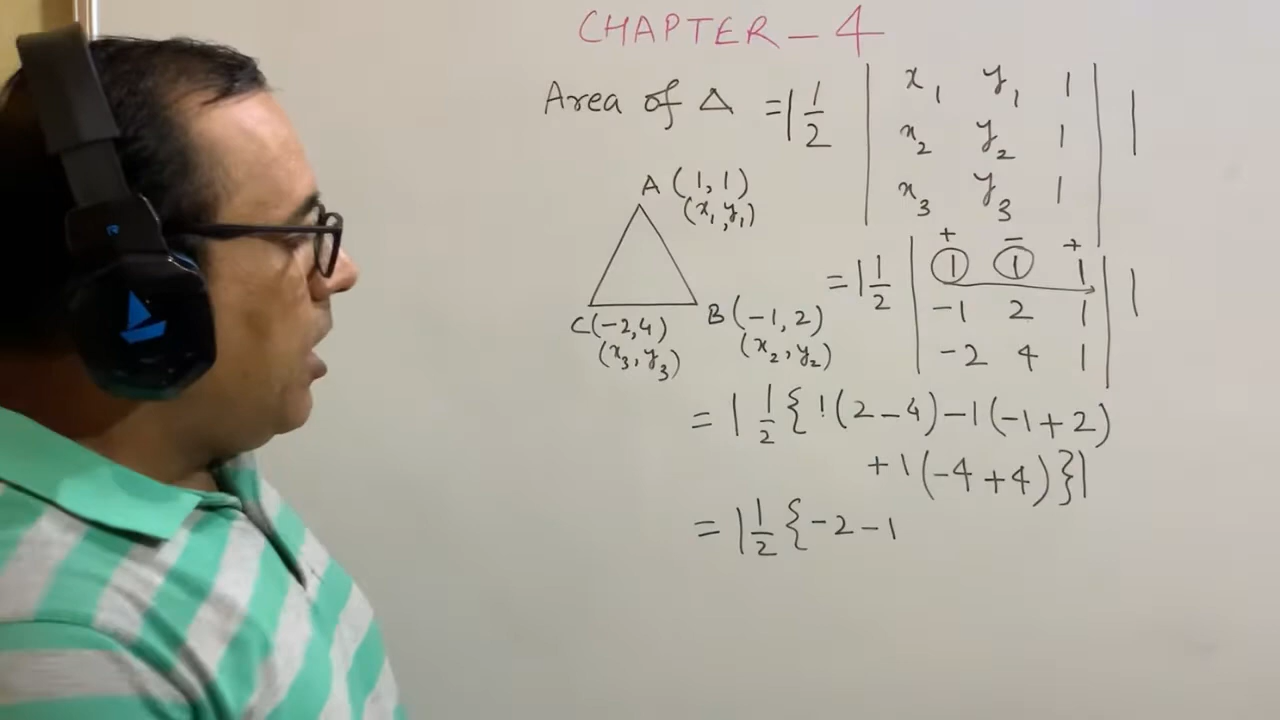 CHAPTER - 4
Area of Δ = | 1/2 | x₁ y₁ 1 | |
x₂ y₂ 1
x₃ y₃ 1
A (1, 1)
(x₁, y₁)
+ − +
= | 1/2 | 1 1 1 | |
-1 2 1
-2 4 1
C(-2, 4) B(-1, 2)
(x₃, y₃) (x₂, y₂)
= | 1/2 { 1(2-4) -1(-1+2)
+1(-4+4)}|
= | 1/2 { -2 -1